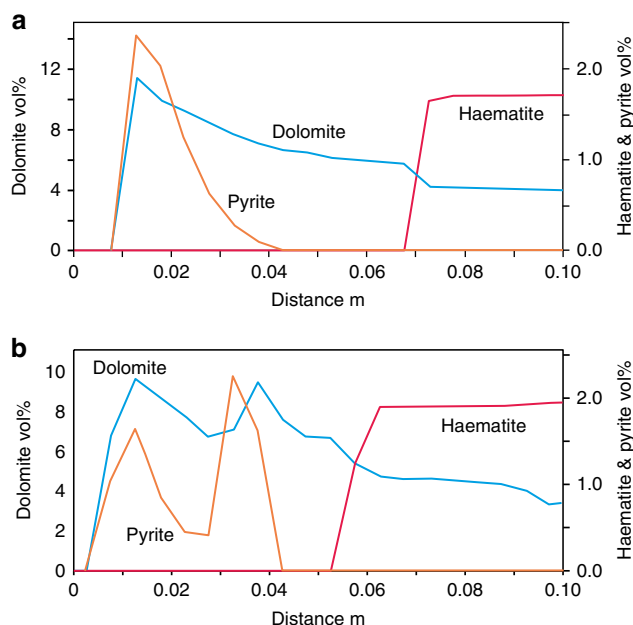 a
Dolomite vol%
12
8
4
0
Dolomite
Pyrite
Haematite
2.0
1.0
0.0
Haematite & pyrite vol%
0 0.02 0.04 0.06 0.08 0.10
Distance m
b
Dolomite vol%
10
8
6
4
2
0
Dolomite
Pyrite
Haematite
2.0
1.0
0.0
Haematite & pyrite vol%
0 0.02 0.04 0.06 0.08 0.10
Distance m